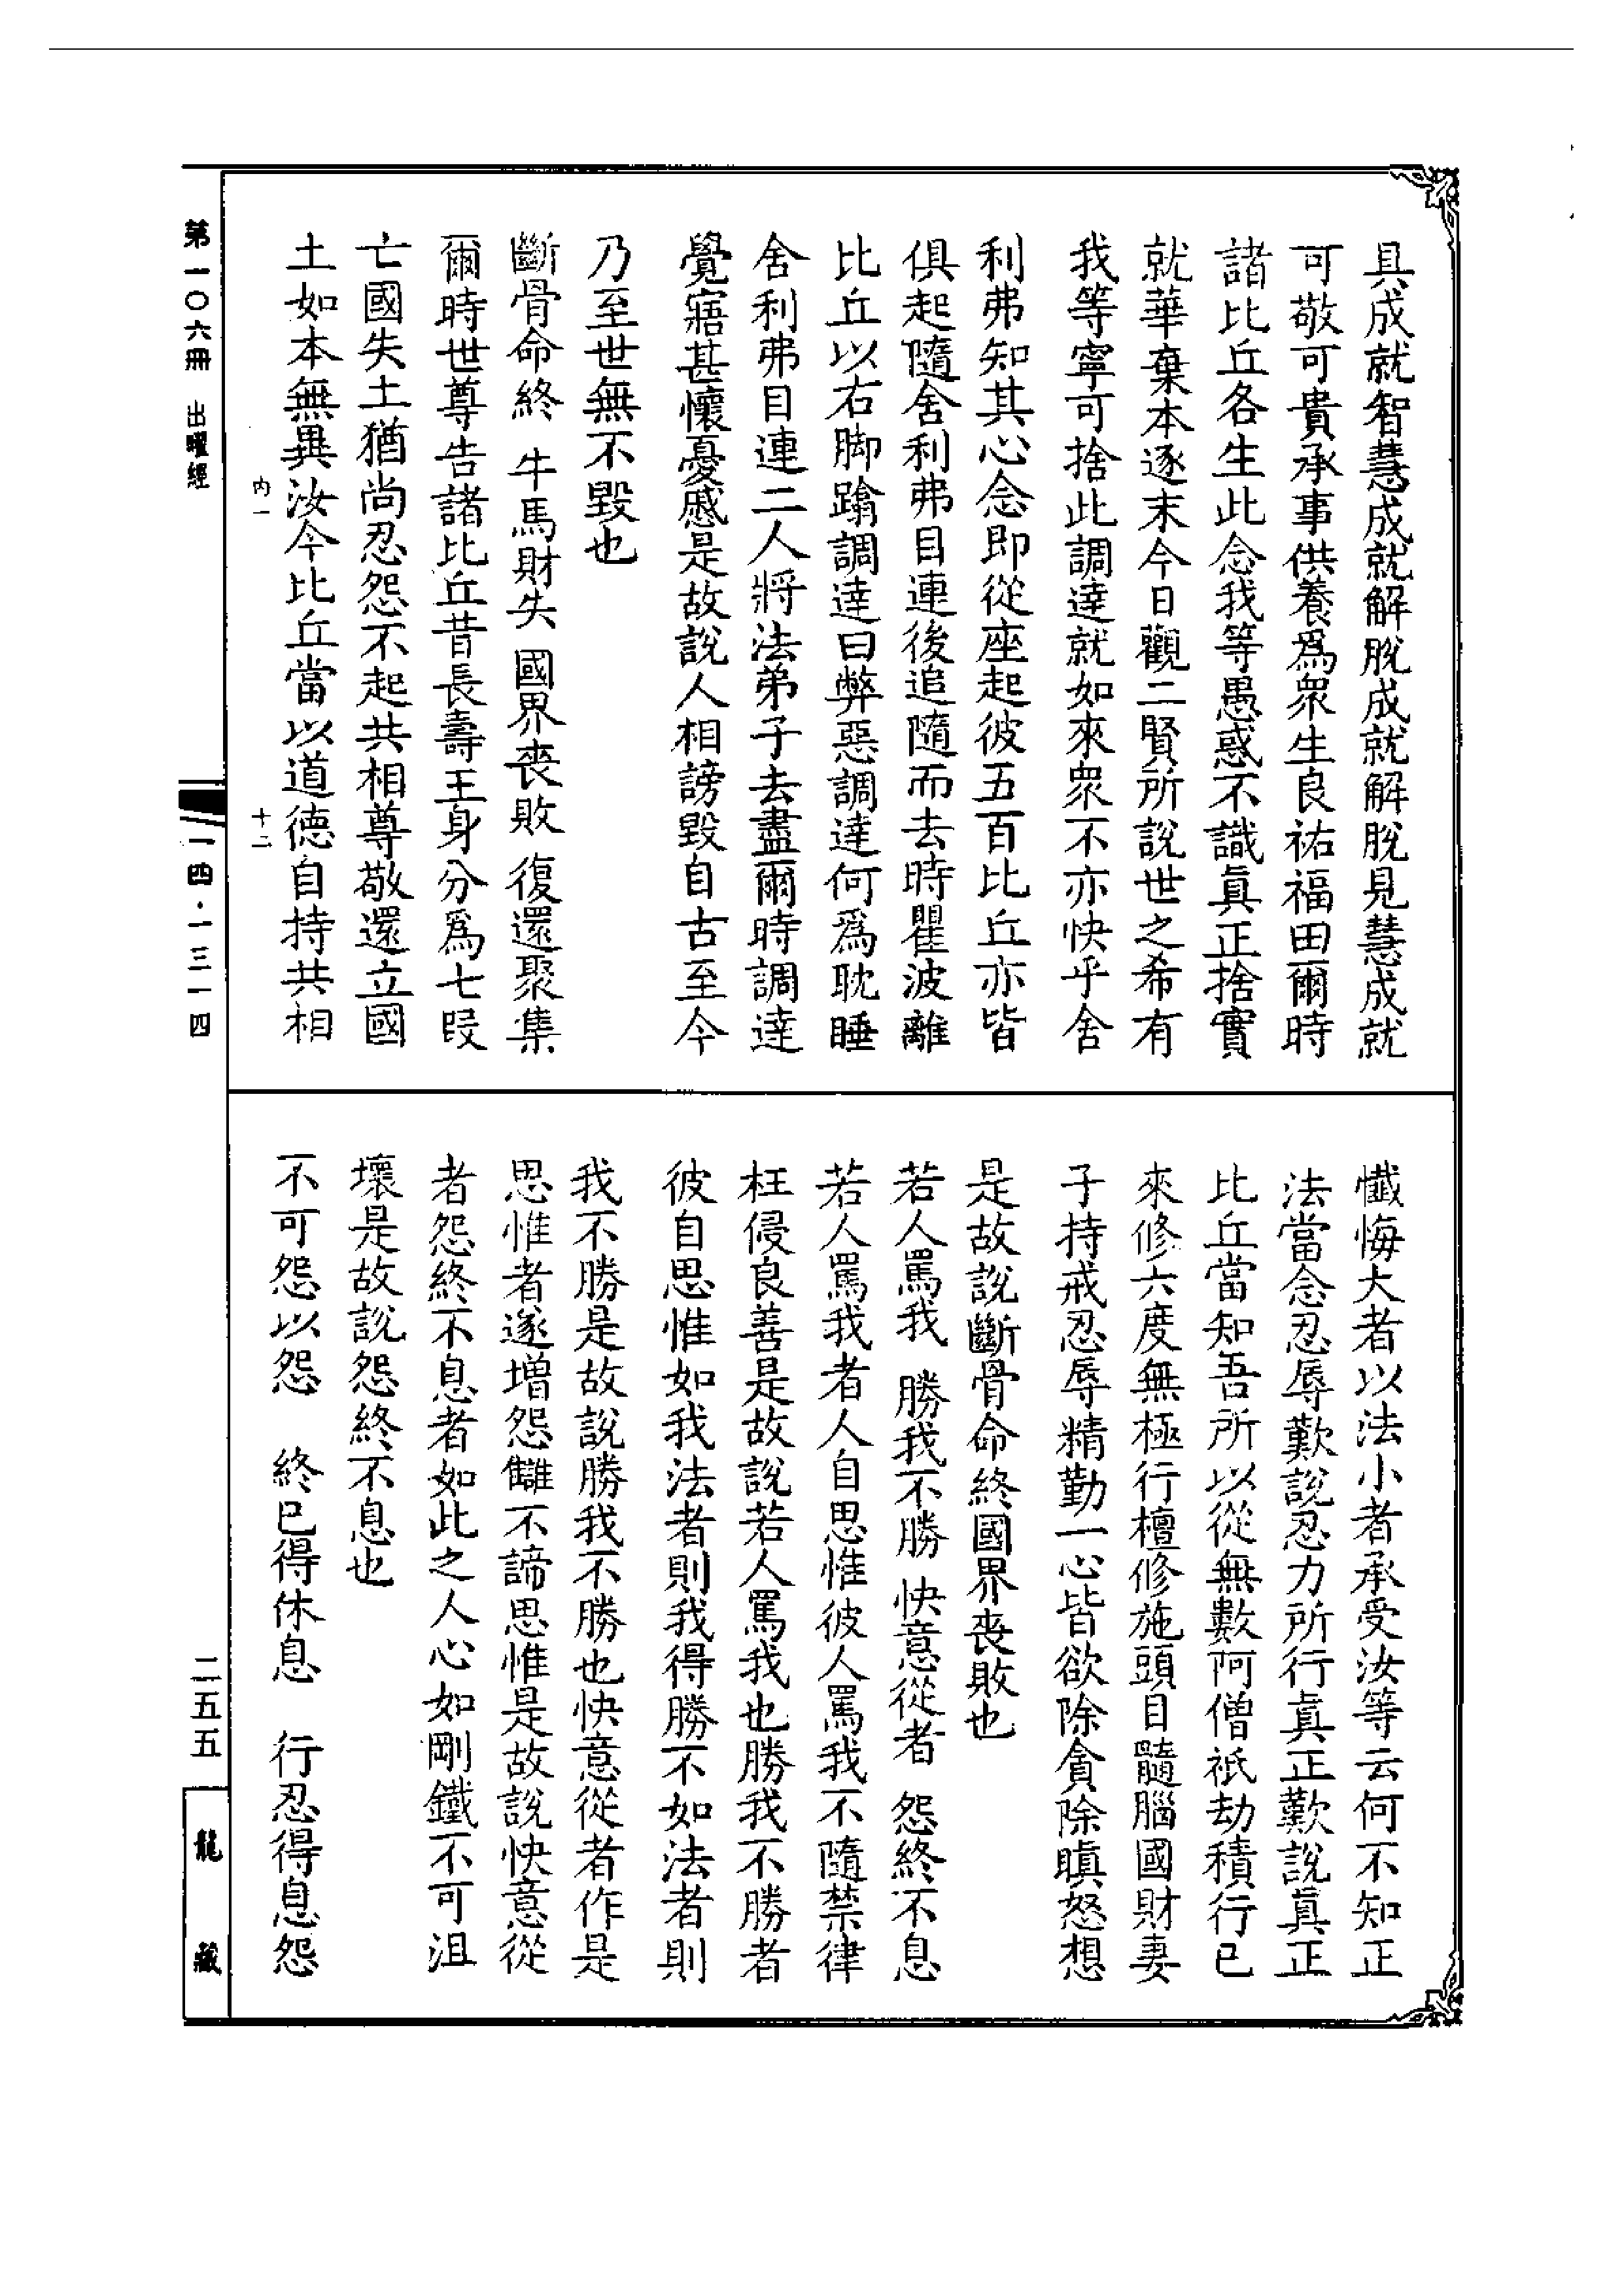 具成就智慧成就解脫成就解脫見慧成就
可敬可貴承事供養爲衆生良祐福田爾時
諸比丘各生此念我等愚惑不識眞正捨實
就華棄本逐末今日觀二賢所說世之希有
我等寧可捨此調達就如來衆不亦快乎舍
利弗知其心念即從座起彼五百比丘亦皆
俱起隨舍利弗目連後追隨而去時瞿波離
比丘以右脚蹹調達曰弊惡調達何爲耽睡
舍利弗目連二人將法弟子去盡爾時調達
覺寤甚懷憂慼是故說人相謗毀自古至今
乃至世無不毀也
斷骨命終 牛馬財失 國界喪敗 復還聚集
爾時世尊告諸比丘昔長壽王身分爲七段
亡國失土猶尚忍怨不起共相尊敬還立國
土如本無異汝今比丘當以道德自持共相
懺悔大者以法小者承受汝等云何不知正
法當念忍辱歎說忍力所行眞正歎說眞正
比丘當知吾所以從無數阿僧祇劫積行已
來修六度無極行檀修施頭目髓腦國財妻
子持戒忍辱精勤一心皆欲除貪除瞋怒想
是故說斷骨命終國界喪敗也
若人罵我 勝我不勝 快意從者 怨終不息
若人罵我者人自思惟彼人罵我不隨禁律
枉侵良善是故說若人罵我也勝我不勝者
彼自思惟如我法者則我得勝不如法者則
我不勝是故說勝我不勝也快意從者作是
思惟者遂增怨讎不諦思惟是故說快意從
者怨終不息者如此之人心如剛鐵不可沮
壞是故說怨終不息也
不可怨以怨 終已得休息 行忍得息怨
第一〇六冊 出曜經
內一 十二
一四·一三一四
二五五
龍藏